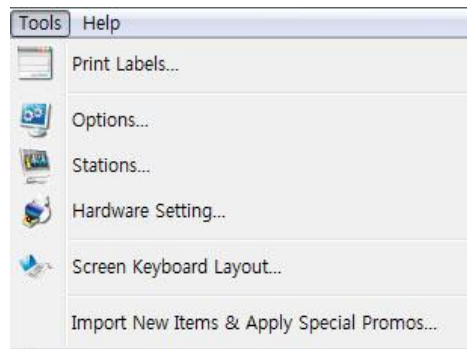 Tools Help
Print Labels...
Options...
Stations...
Hardware Setting...
Screen Keyboard Layout...
Import New Items & Apply Special Promos...